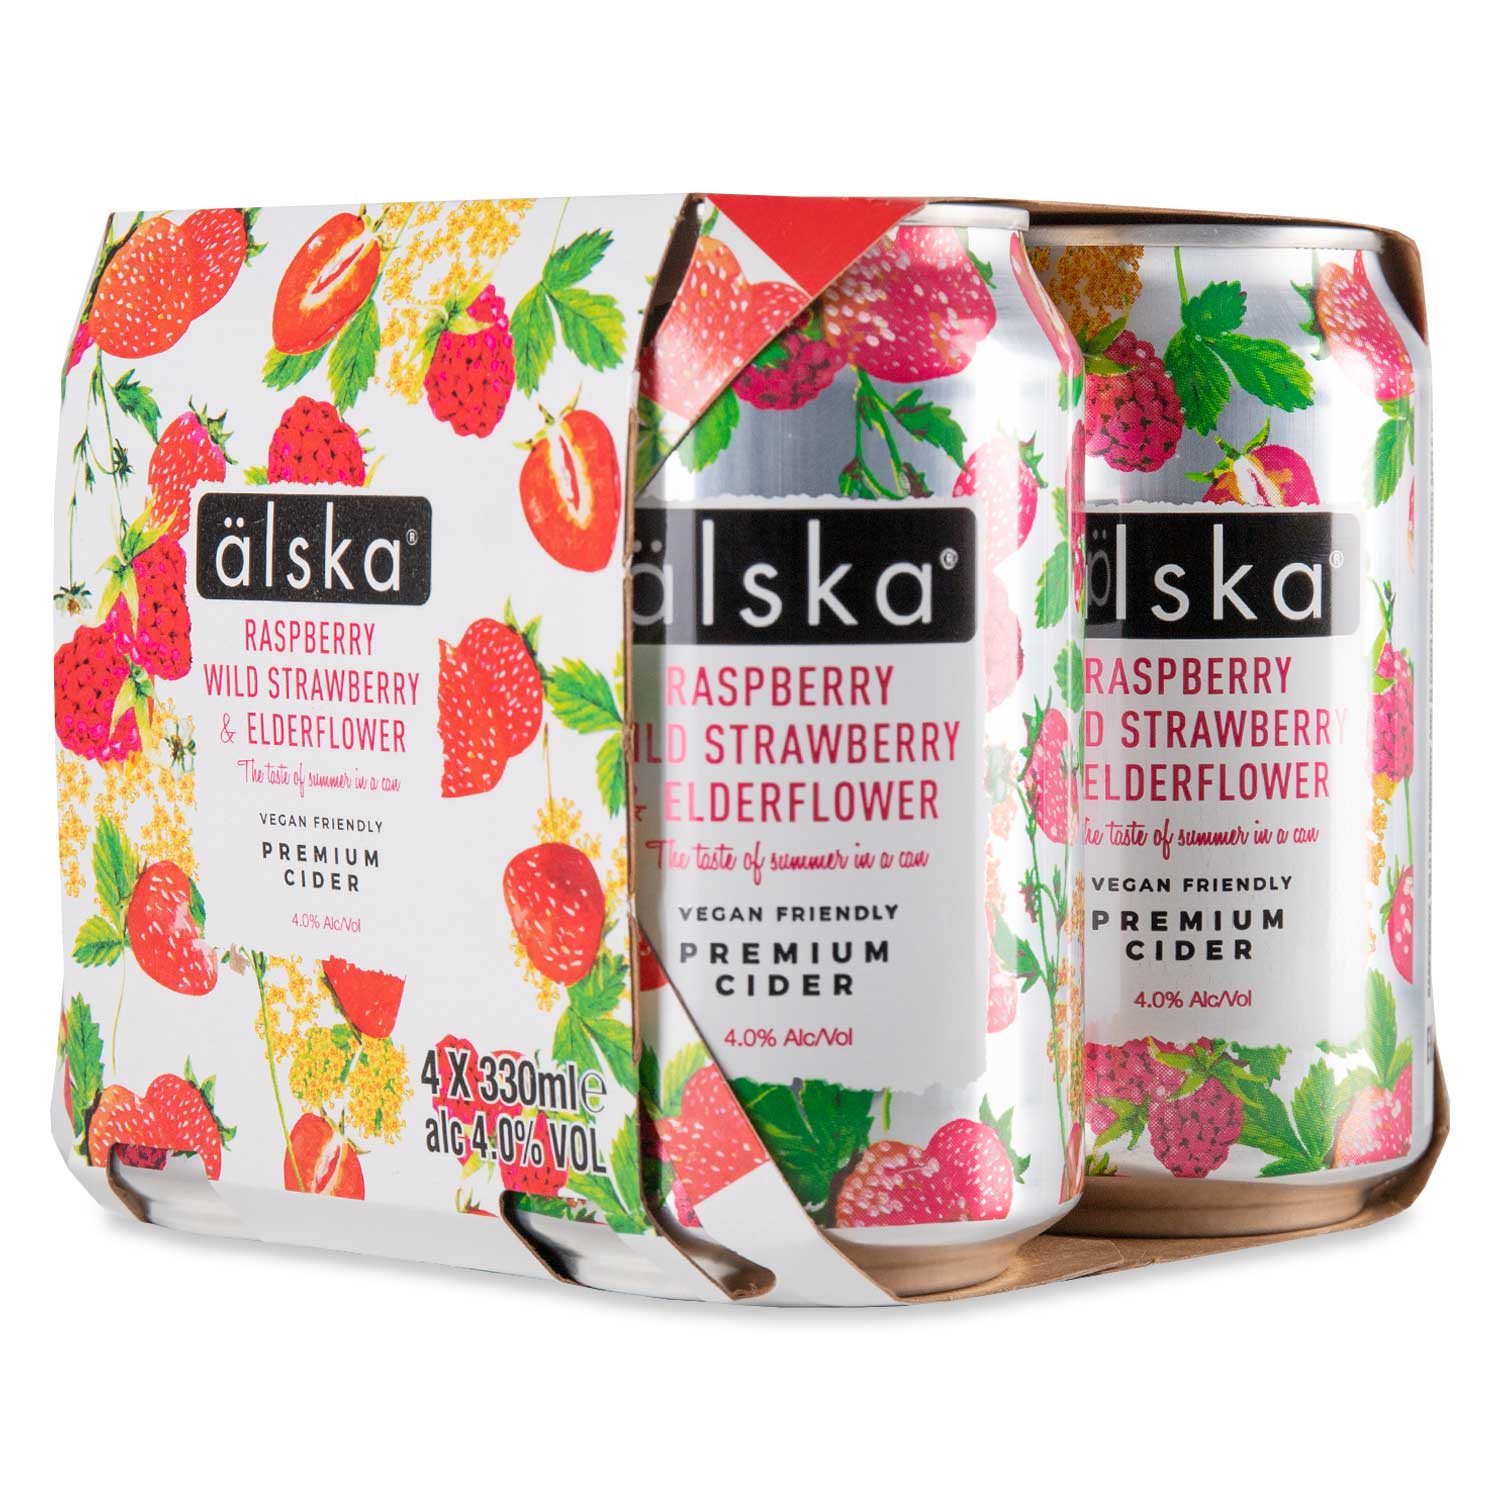 älska®
RASPBERRY
WILD STRAWBERRY
& ELDERFLOWER
The taste of summer in a can
VEGAN FRIENDLY
PREMIUM
CIDER
4.0% Alc/Vol
4 X 330ml℮
alc 4.0% VOL
älska®
RASPBERRY
ILD STRAWBERRY
& ELDERFLOWER
The taste of summer in a can
VEGAN FRIENDLY
PREMIUM
CIDER
4.0% Alc/Vol
älska®
RASPBERRY
D STRAWBERRY
ELDERFLOWER
The taste of summer in a can
VEGAN FRIENDLY
PREMIUM
CIDER
4.0% Alc/Vol